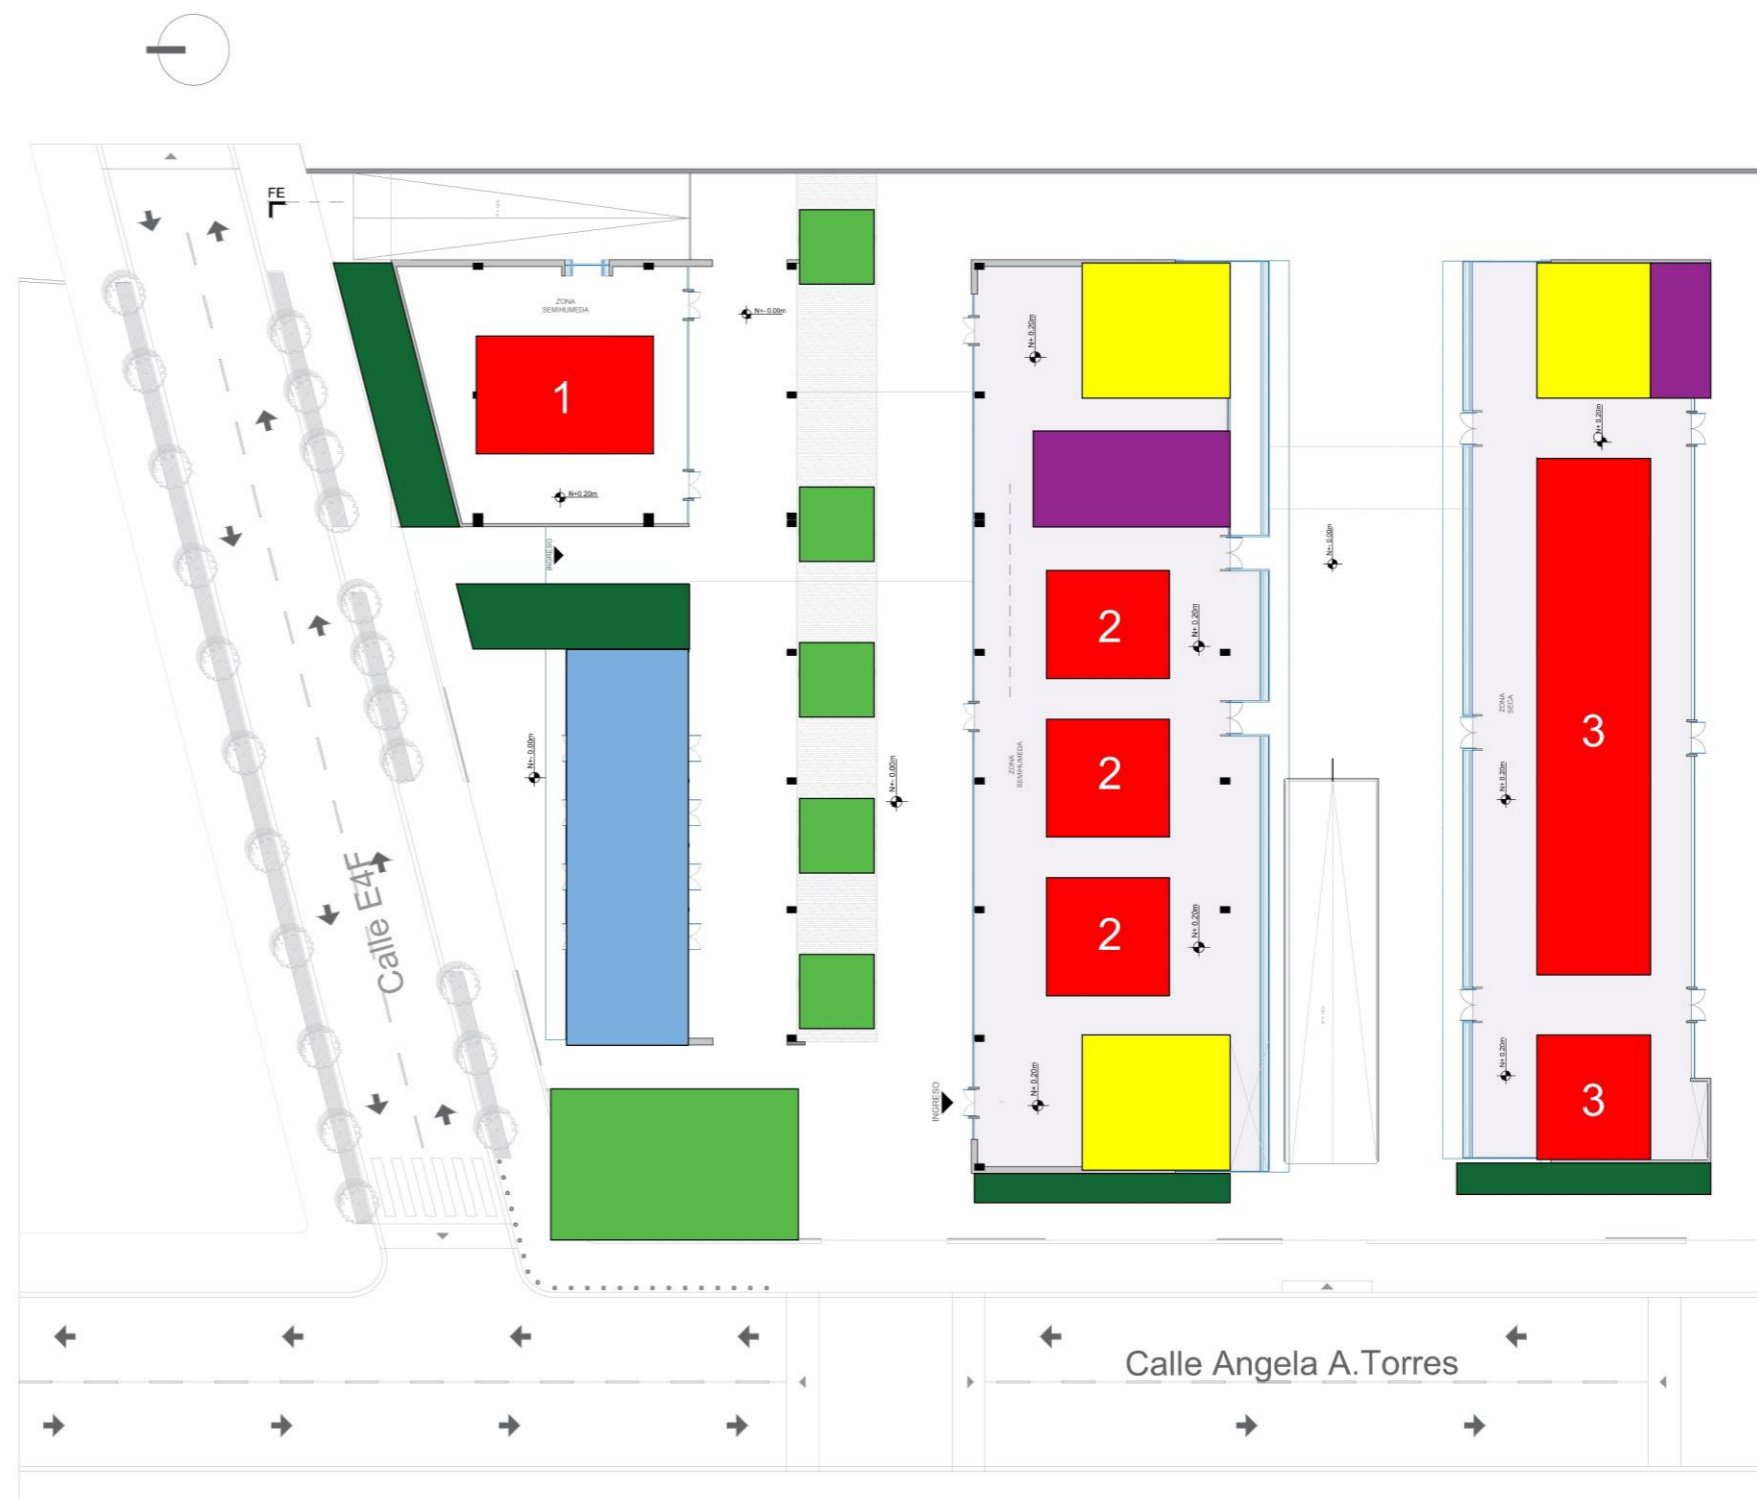 FE
ZONA
SEMIHUMEDA
N+- 0.00m
1
N+0.20m
INGRESO
N+- 0.00m
Calle E4F
N+- 0.00m
N+ 0.20m
2
N+ 0.20m
ZONA
SEMIHUMEDA
2
2
N+ 0.20m
INGRESO
N+ 0.20m
N+- 0.00m
N+ 0.20m
ZONA
SECA
3
N+ 0.20m
N+ 0.20m
3
Calle Angela A.Torres